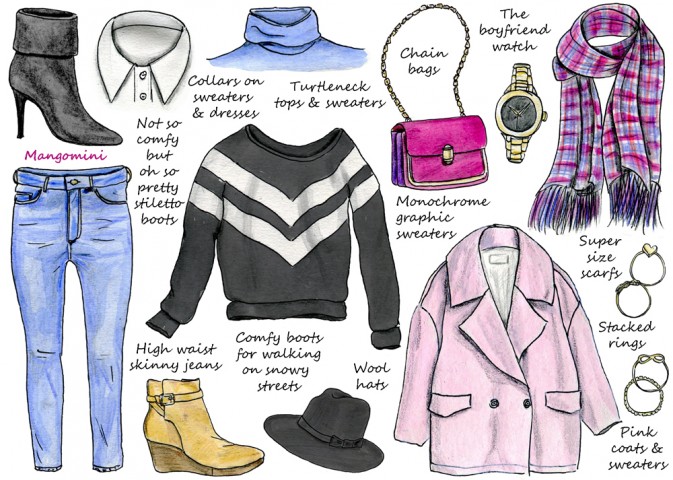 Collars on
sweaters
& dresses
Turtleneck
tops & sweaters
Chain
bags
The
boyfriend
watch
Mangomini
Not so
comfy
but
oh so
pretty
stiletto
boots
Monochrome
graphic
sweaters
Super
size
scarfs
Stacked
rings
High waist
skinny jeans
Comfy boots
for walking
on snowy
streets
Wool
hats
Pink
coats &
sweaters